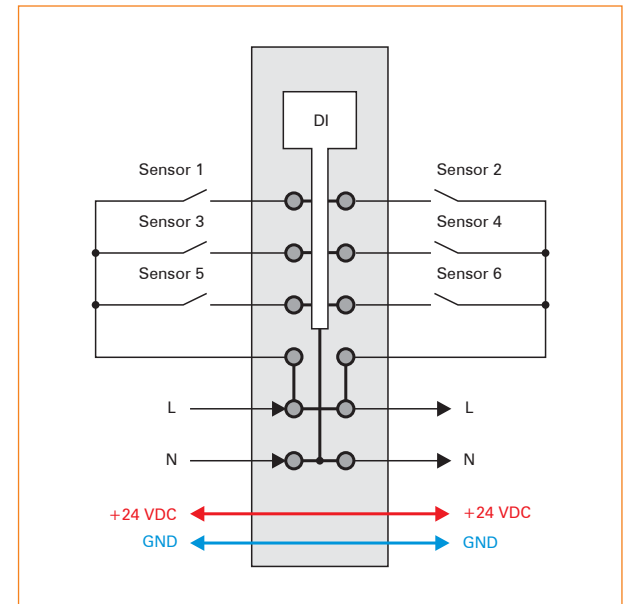 DI
Sensor 1 Sensor 2
Sensor 3 Sensor 4
Sensor 5 Sensor 6
L L
N N
+24 VDC +24 VDC
GND GND